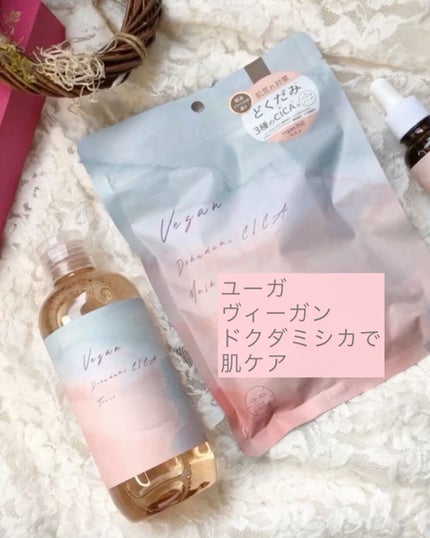 肌荒れ対策
どくだみ
3種のCICA
Vegan
Dokudami CICA
Mask
ユーガ
ヴィーガン
ドクダミシカで
肌ケア
Vegan
Dokudami CICA
Toner